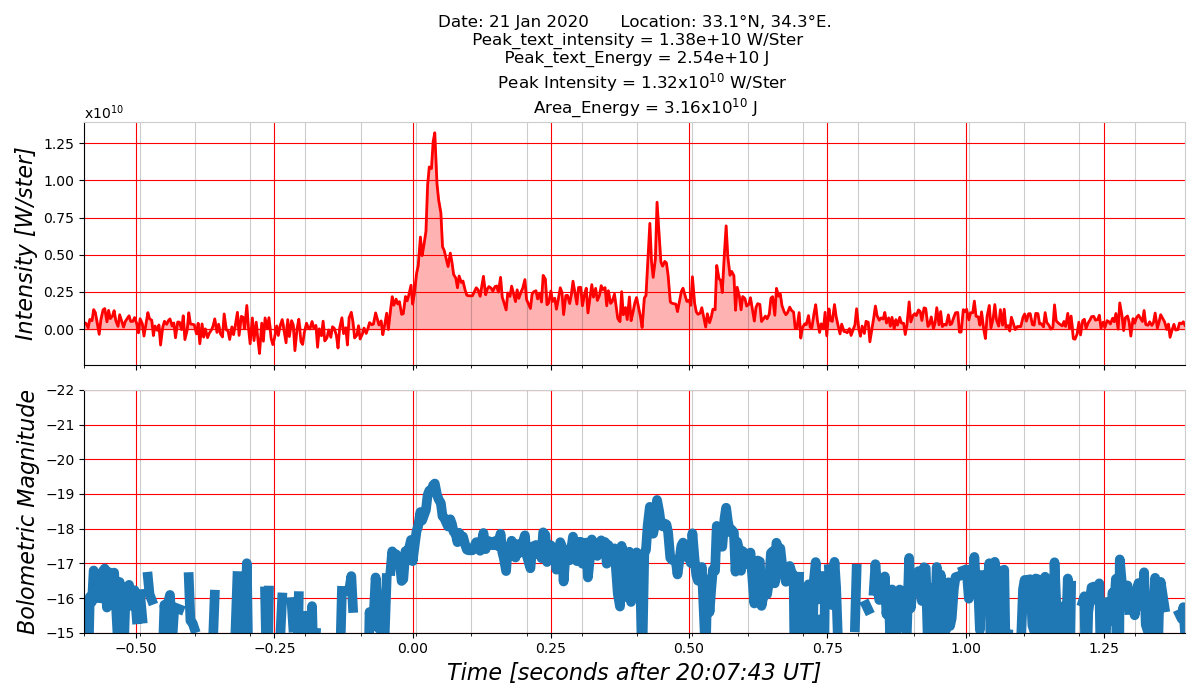 Date: 21 Jan 2020      Location: 33.1°N, 34.3°E.
Peak_text_intensity = 1.38e+10 W/Ster
Peak_text_Energy = 2.54e+10 J
Peak Intensity = 1.32x10¹⁰ W/Ster
Area_Energy = 3.16x10¹⁰ J
x10¹⁰
Intensity [W/ster]
1.25
1.00
0.75
0.50
0.25
0.00
Bolometric Magnitude
−22
−21
−20
−19
−18
−17
−16
−15
−0.50 −0.25 0.00 0.25 0.50 0.75 1.00 1.25
Time [seconds after 20:07:43 UT]